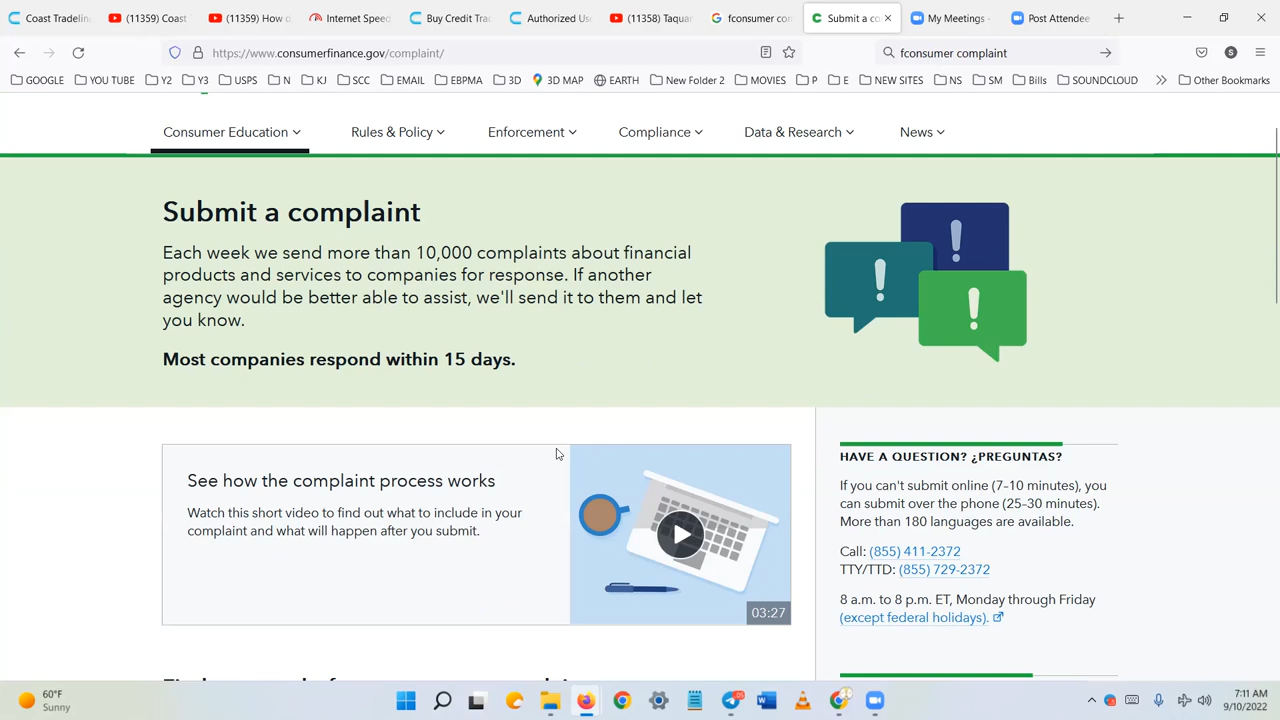 Coast Tradelin
(11359) Coast
(11359) How
Internet Speed
Buy Credit Tra
Authorized Us
(11358) Taquar
fconsumer con
Submit a co
My Meetings -
Post Attendee
https://www.consumerfinance.gov/complaint/
fconsumer complaint
GOOGLE
YOU TUBE
Y2
Y3
USPS
N
KJ
SCC
EMAIL
EBPMA
3D
3D MAP
EARTH
New Folder 2
MOVIES
P
E
NEW SITES
NS
SM
Bills
SOUNDCLOUD
Other Bookmarks
Consumer Education
Rules & Policy
Enforcement
Compliance
Data & Research
News
Submit a complaint
Each week we send more than 10,000 complaints about financial
products and services to companies for response. If another
agency would be better able to assist, we'll send it to them and let
you know.
Most companies respond within 15 days.
See how the complaint process works
Watch this short video to find out what to include in your
complaint and what will happen after you submit.
03:27
HAVE A QUESTION? ¿PREGUNTAS?
If you can't submit online (7–10 minutes), you
can submit over the phone (25–30 minutes).
More than 180 languages are available.
Call: (855) 411-2372
TTY/TTD: (855) 729-2372
8 a.m. to 8 p.m. ET, Monday through Friday
(except federal holidays).
60°F
Sunny
7:11 AM
9/10/2022